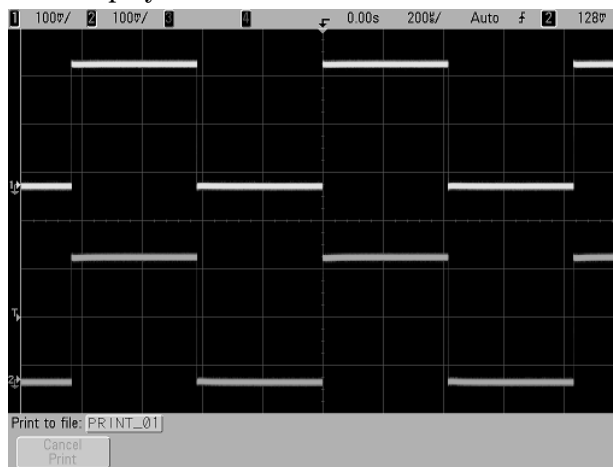 1 100㎷/ 2 100㎷/ 3 4 0.00s 200㎲/ Auto 2 128㎷
1
T
2
Print to file: PRINT_01
Cancel
Print